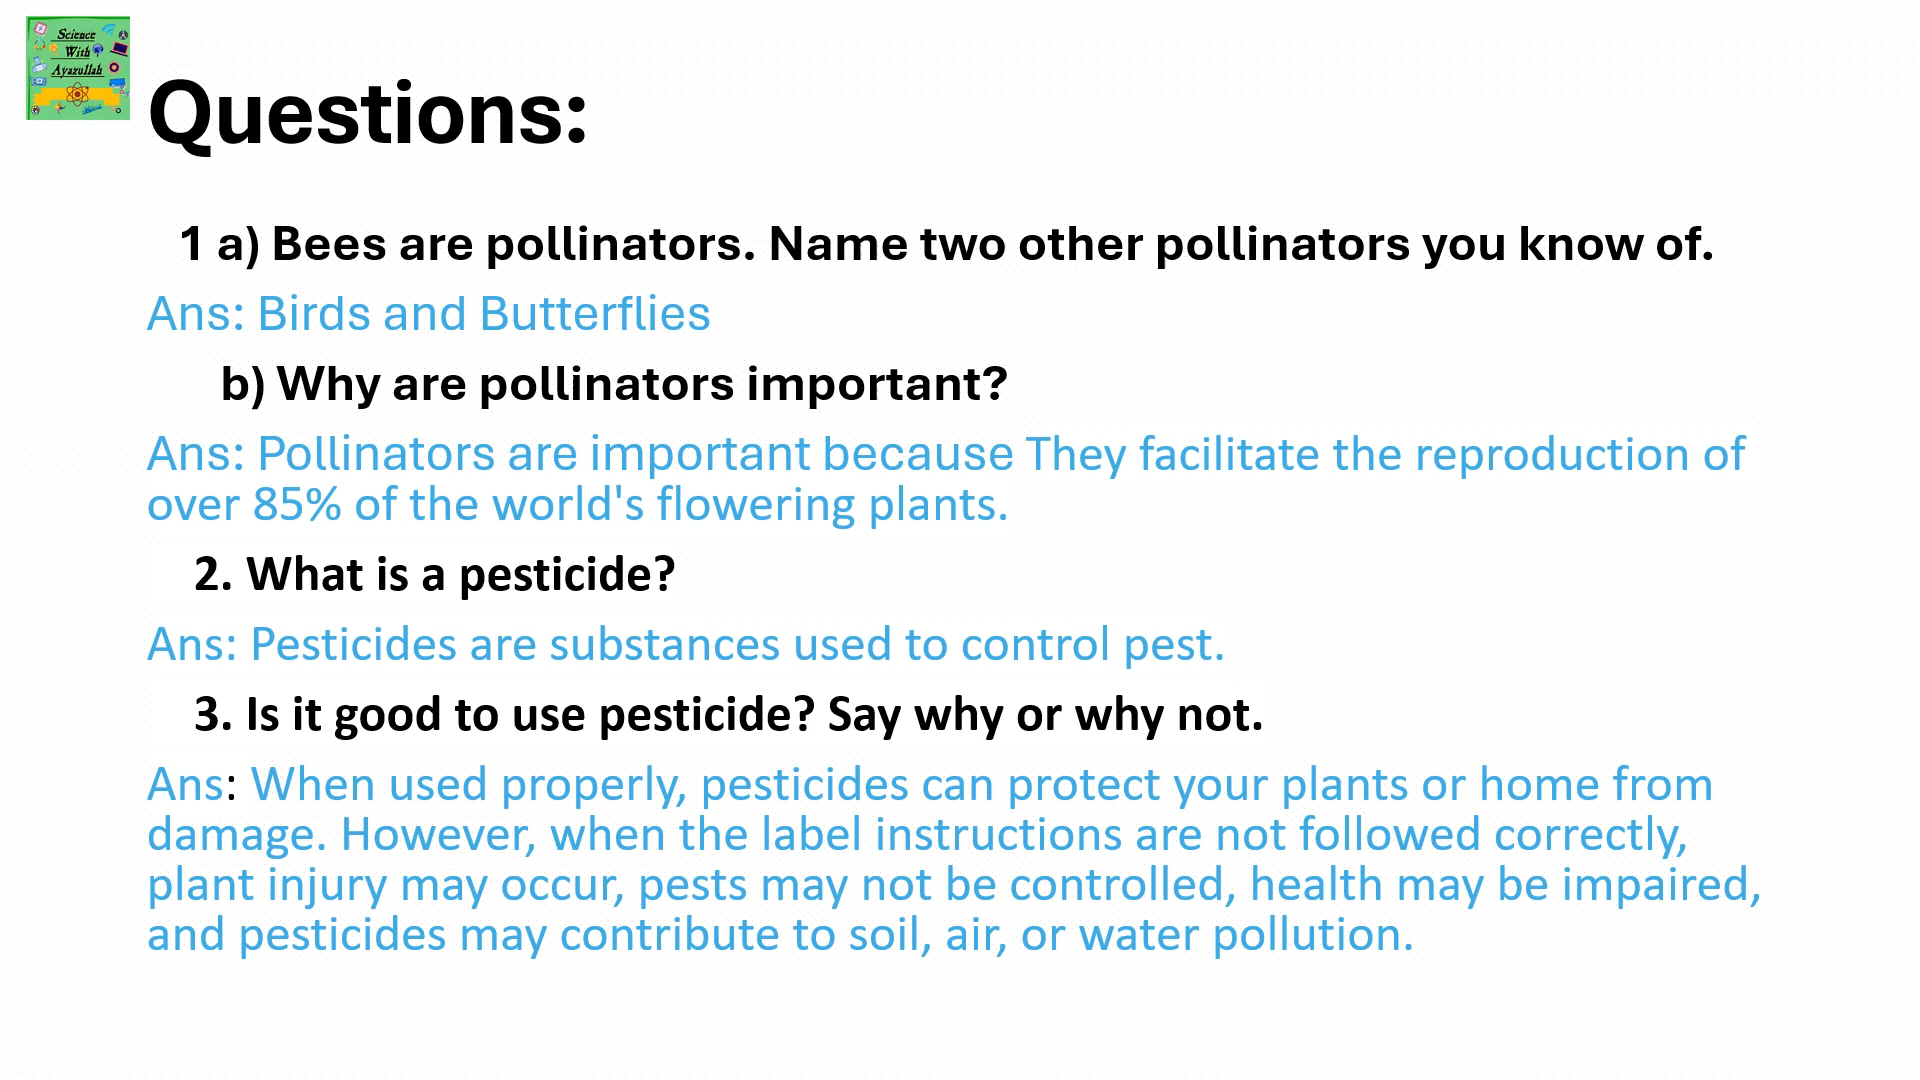 Science
With
Ayazullah
Questions:
1 a) Bees are pollinators. Name two other pollinators you know of.
Ans: Birds and Butterflies
b) Why are pollinators important?
Ans: Pollinators are important because They facilitate the reproduction of
over 85% of the world's flowering plants.
2. What is a pesticide?
Ans: Pesticides are substances used to control pest.
3. Is it good to use pesticide? Say why or why not.
Ans: When used properly, pesticides can protect your plants or home from
damage. However, when the label instructions are not followed correctly,
plant injury may occur, pests may not be controlled, health may be impaired,
and pesticides may contribute to soil, air, or water pollution.